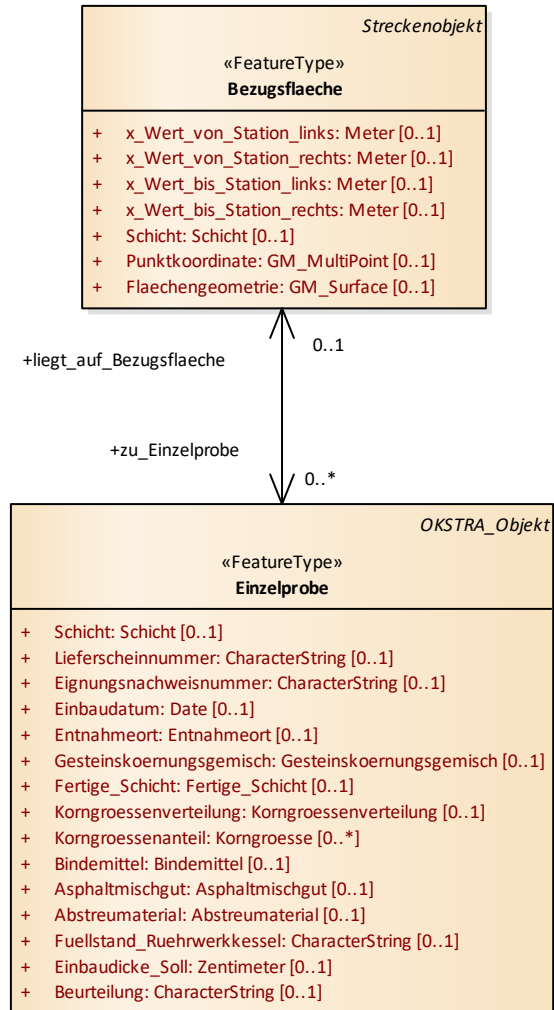 Streckenobjekt
«FeatureType»
Bezugsflaeche
+ x_Wert_von_Station_links: Meter [0..1]
+ x_Wert_von_Station_rechts: Meter [0..1]
+ x_Wert_bis_Station_links: Meter [0..1]
+ x_Wert_bis_Station_rechts: Meter [0..1]
+ Schicht: Schicht [0..1]
+ Punktkoordinate: GM_MultiPoint [0..1]
+ Flaechengeometrie: GM_Surface [0..1]
0..1
+liegt_auf_Bezugsflaeche
+zu_Einzelprobe
0..*
OKSTRA_Objekt
«FeatureType»
Einzelprobe
+ Schicht: Schicht [0..1]
+ Lieferscheinnummer: CharacterString [0..1]
+ Eignungsnachweisnummer: CharacterString [0..1]
+ Einbaudatum: Date [0..1]
+ Entnahmeort: Entnahmeort [0..1]
+ Gesteinskoernungsgemisch: Gesteinskoernungsgemisch [0..1]
+ Fertige_Schicht: Fertige_Schicht [0..1]
+ Korngroessenverteilung: Korngroessenverteilung [0..1]
+ Korngroessenanteil: Korngroesse [0..*]
+ Bindemittel: Bindemittel [0..1]
+ Asphaltmischgut: Asphaltmischgut [0..1]
+ Abstreumaterial: Abstreumaterial [0..1]
+ Fuellstand_Ruehrwerkkessel: CharacterString [0..1]
+ Einbaudicke_Soll: Zentimeter [0..1]
+ Beurteilung: CharacterString [0..1]